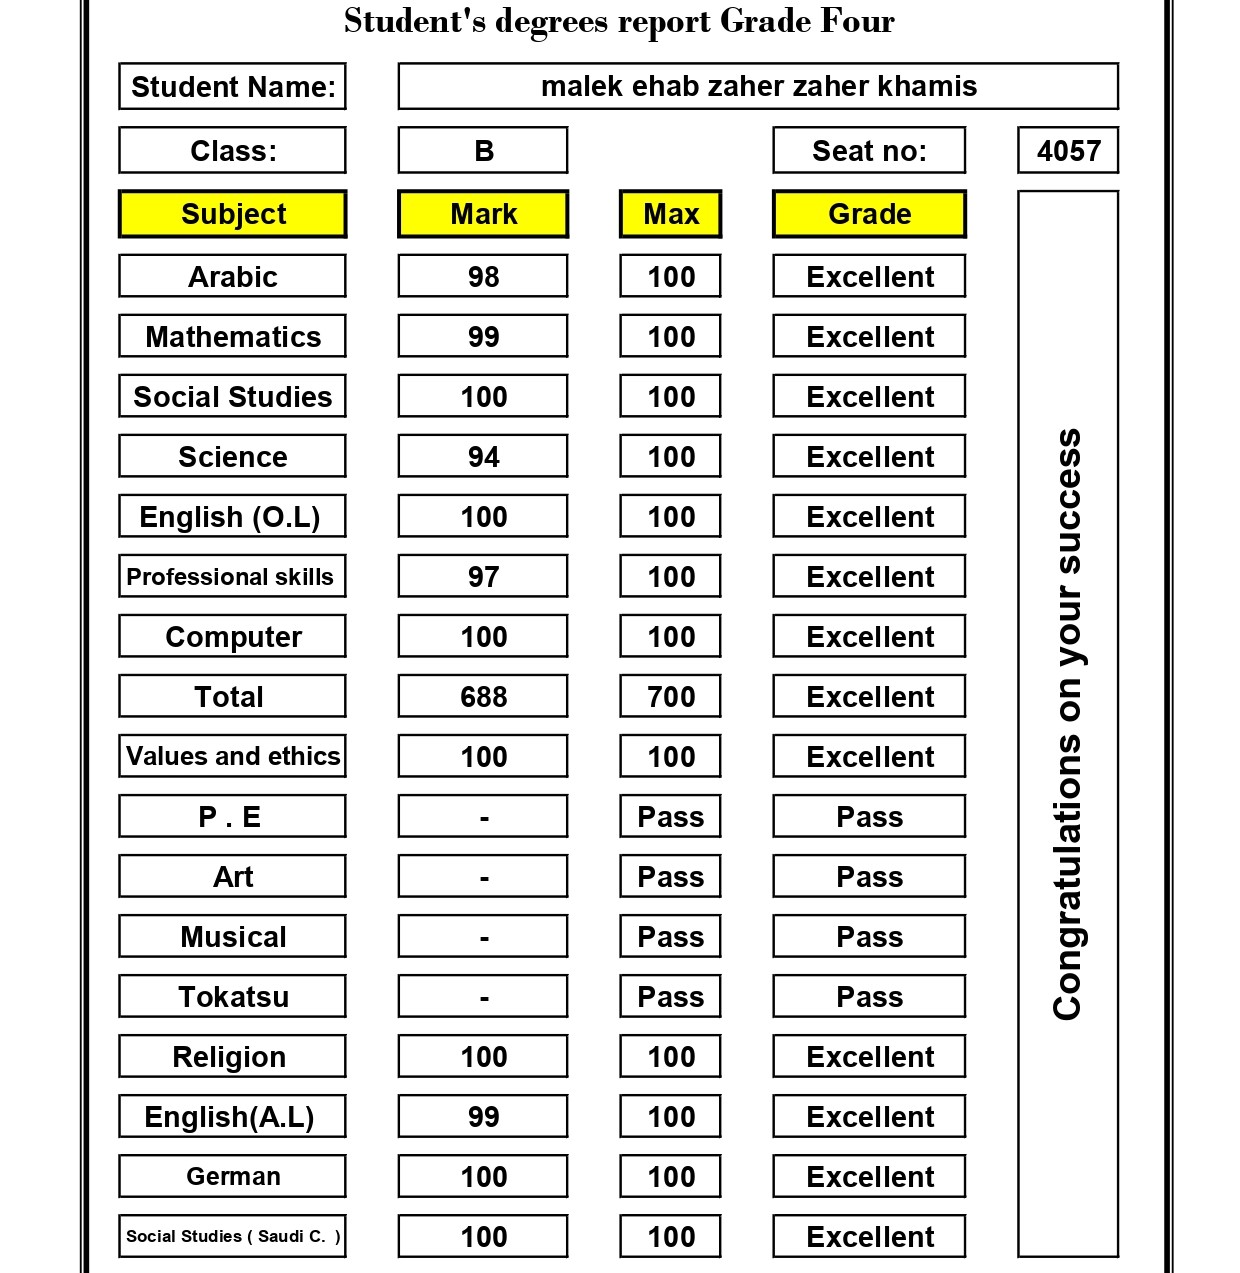 Student's degrees report Grade Four
Student Name: malek ehab zaher zaher khamis
Class: B Seat no: 4057
Subject Mark Max Grade
Arabic 98 100 Excellent
Mathematics 99 100 Excellent
Social Studies 100 100 Excellent
Science 94 100 Excellent
English (O.L) 100 100 Excellent
Professional skills 97 100 Excellent
Computer 100 100 Excellent
Total 688 700 Excellent
Values and ethics 100 100 Excellent
P . E - Pass Pass
Art - Pass Pass
Musical - Pass Pass
Tokatsu - Pass Pass
Religion 100 100 Excellent
English(A.L) 99 100 Excellent
German 100 100 Excellent
Social Studies ( Saudi C. ) 100 100 Excellent
Congratulations on your success